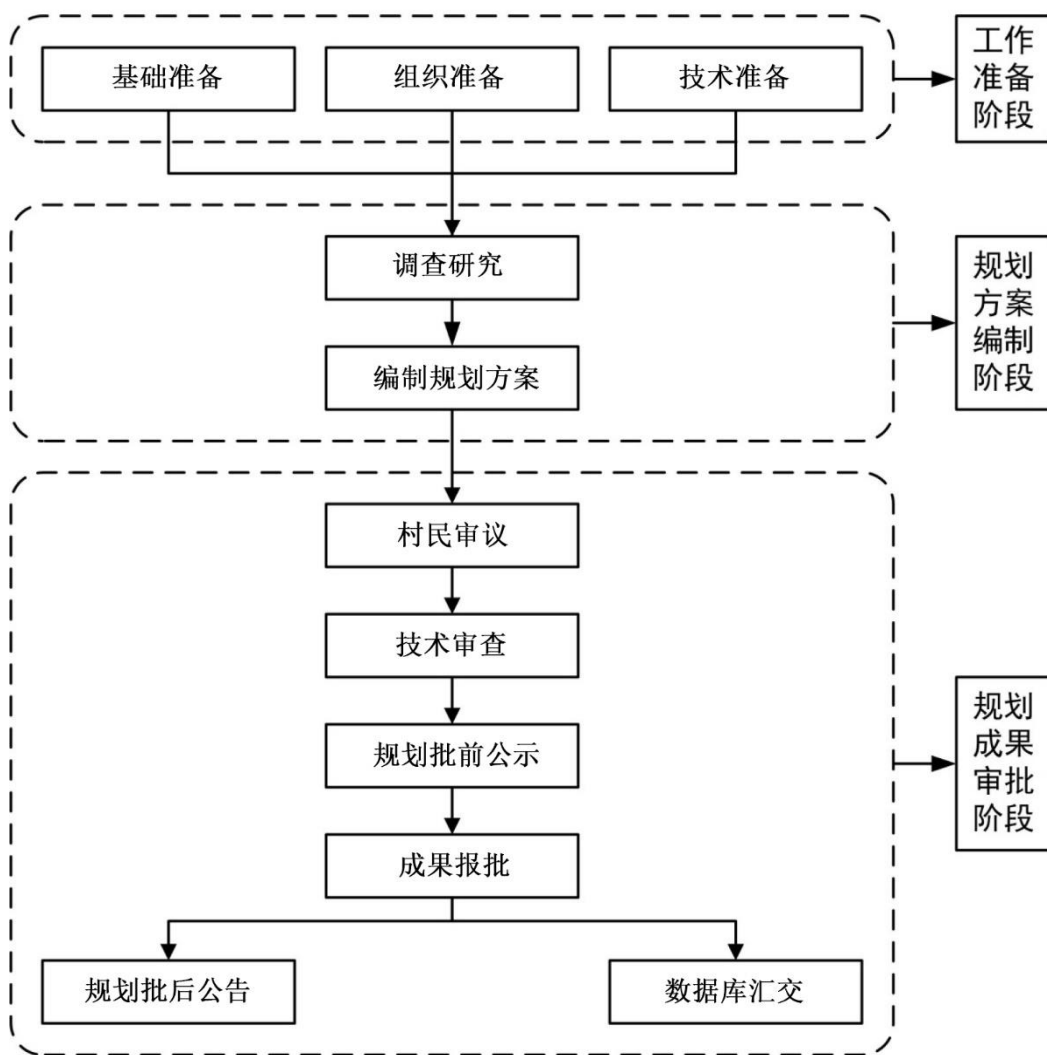 基础准备
组织准备
技术准备
工作
准备
阶段
调查研究
编制规划方案
规划
方案
编制
阶段
村民审议
技术审查
规划批前公示
成果报批
规划批后公告
数据库汇交
规划
成果
审批
阶段